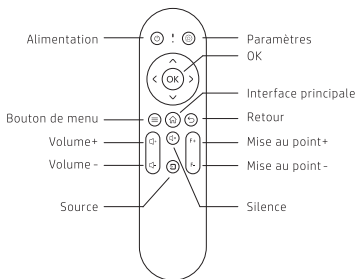 Alimentation
Paramètres
OK
OK
Interface principale
Bouton de menu
Retour
Volume+
F+
Mise au point+
Volume -
F-
Mise au point-
Source
Silence